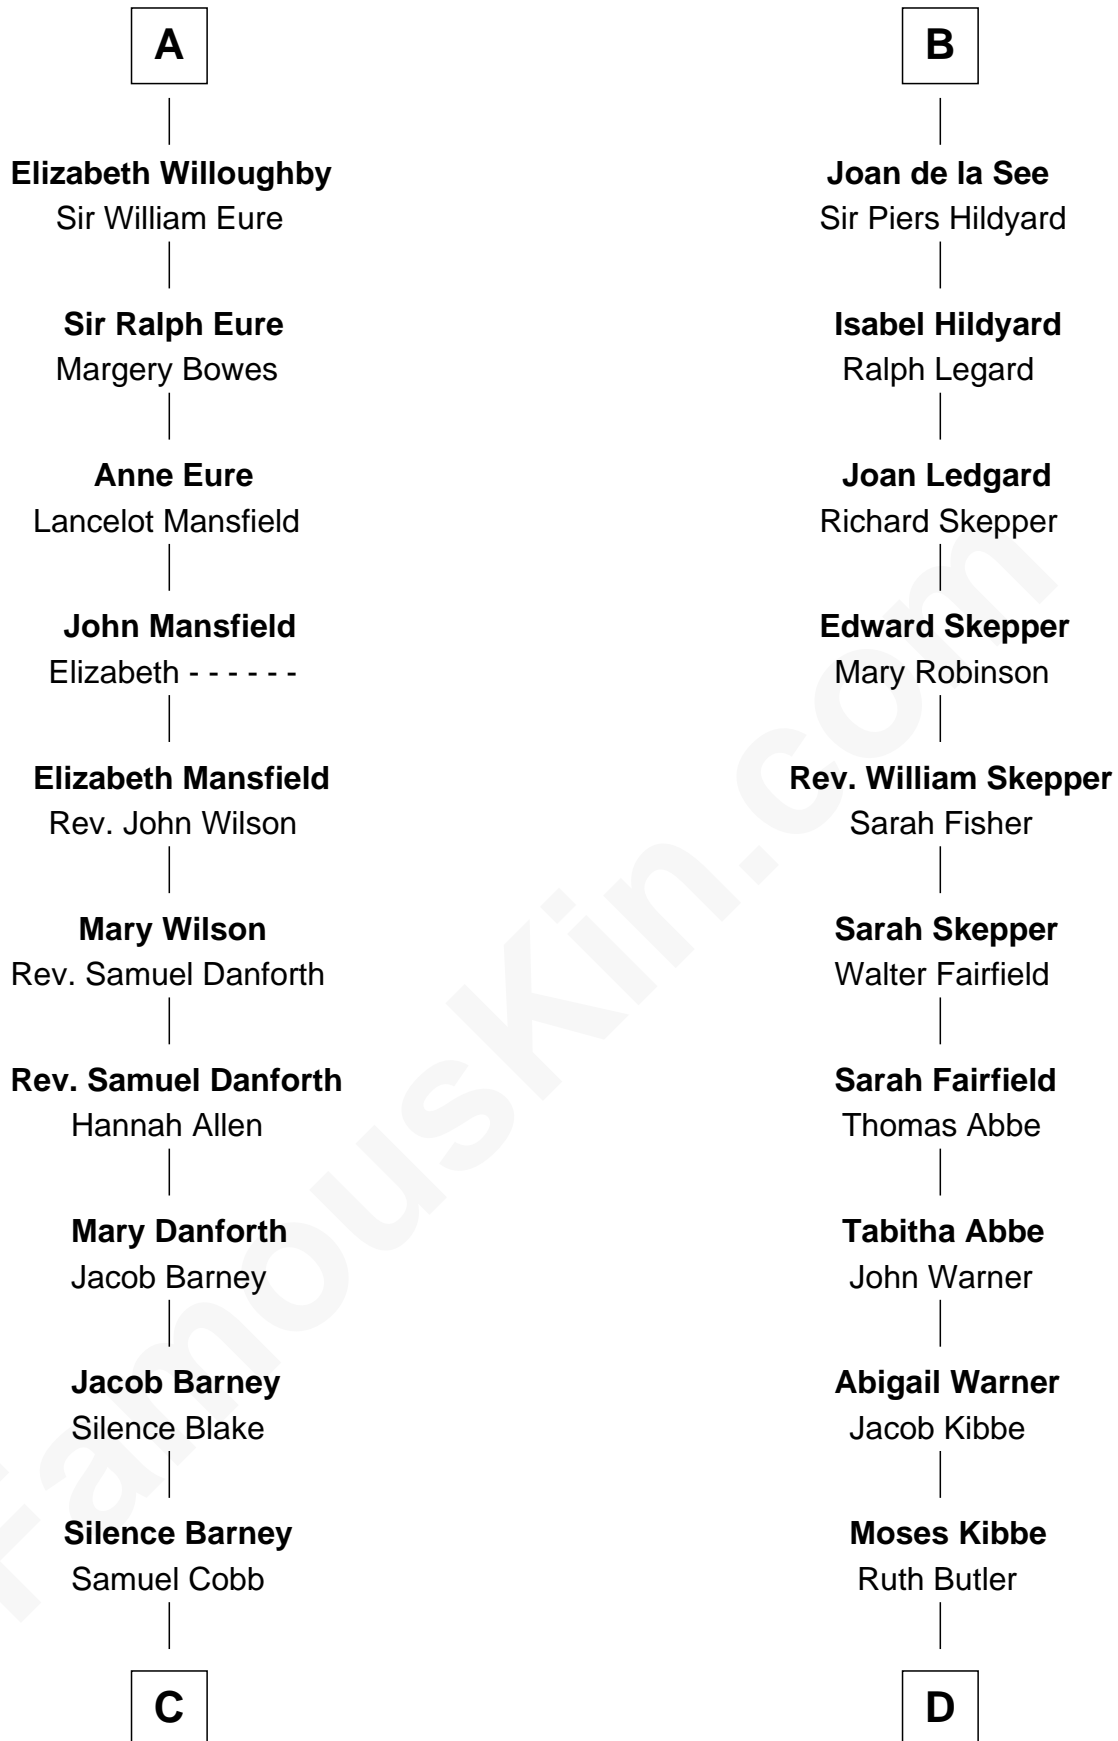 A
Elizabeth Willoughby
Sir William Eure
Sir Ralph Eure
Margery Bowes
Anne Eure
Lancelot Mansfield
John Mansfield
Elizabeth - - - - - -
Elizabeth Mansfield
Rev. John Wilson
Mary Wilson
Rev. Samuel Danforth
Rev. Samuel Danforth
Hannah Allen
Mary Danforth
Jacob Barney
Jacob Barney
Silence Blake
Silence Barney
Samuel Cobb
C
B
Joan de la See
Sir Piers Hildyard
Isabel Hildyard
Ralph Legard
Joan Ledgard
Richard Skepper
Edward Skepper
Mary Robinson
Rev. William Skepper
Sarah Fisher
Sarah Skepper
Walter Fairfield
Sarah Fairfield
Thomas Abbe
Tabitha Abbe
John Warner
Abigail Warner
Jacob Kibbe
Moses Kibbe
Ruth Butler
D
FamousKin.com